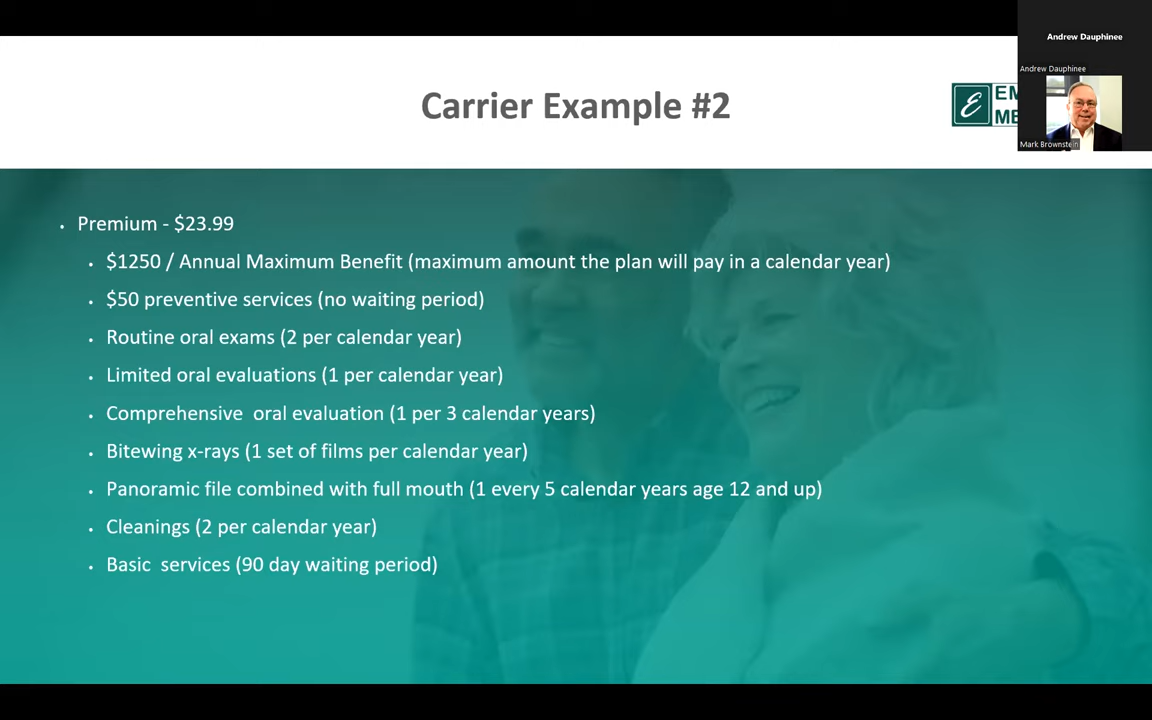 Andrew Dauphinee
Andrew Dauphinee
Carrier Example #2
EM
ME
Mark Brownstein
• Premium - $23.99
• $1250 / Annual Maximum Benefit (maximum amount the plan will pay in a calendar year)
• $50 preventive services (no waiting period)
• Routine oral exams (2 per calendar year)
• Limited oral evaluations (1 per calendar year)
• Comprehensive  oral evaluation (1 per 3 calendar years)
• Bitewing x-rays (1 set of films per calendar year)
• Panoramic file combined with full mouth (1 every 5 calendar years age 12 and up)
• Cleanings (2 per calendar year)
• Basic  services (90 day waiting period)